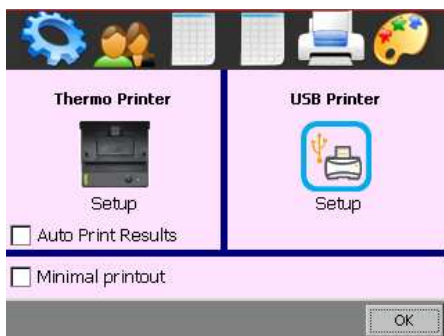 Thermo Printer
USB Printer
Setup
Setup
Auto Print Results
Minimal printout
OK